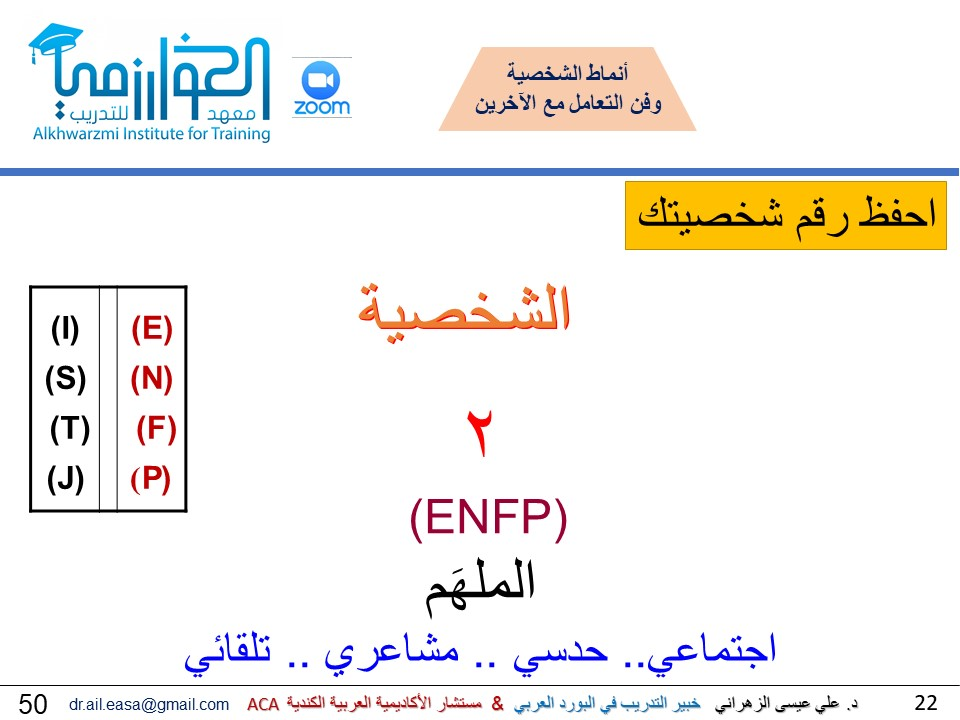 الخوارزمي
معهد للتدريب
Alkhwarzmi Institute for Training
zoom
أنماط الشخصية
وفن التعامل مع الآخرين
احفظ رقم شخصيتك
الشخصية
٢
(ENFP)
الملهَم
اجتماعي.. حدسي .. مشاعري .. تلقائي
(I) (E)
(S) (N)
(T) (F)
(J) (P)
50 dr.ail.easa@gmail.com د. علي عيسى الزهراني خبير التدريب في البورد العربي & مستشار الأكاديمية العربية الكندية ACA 22